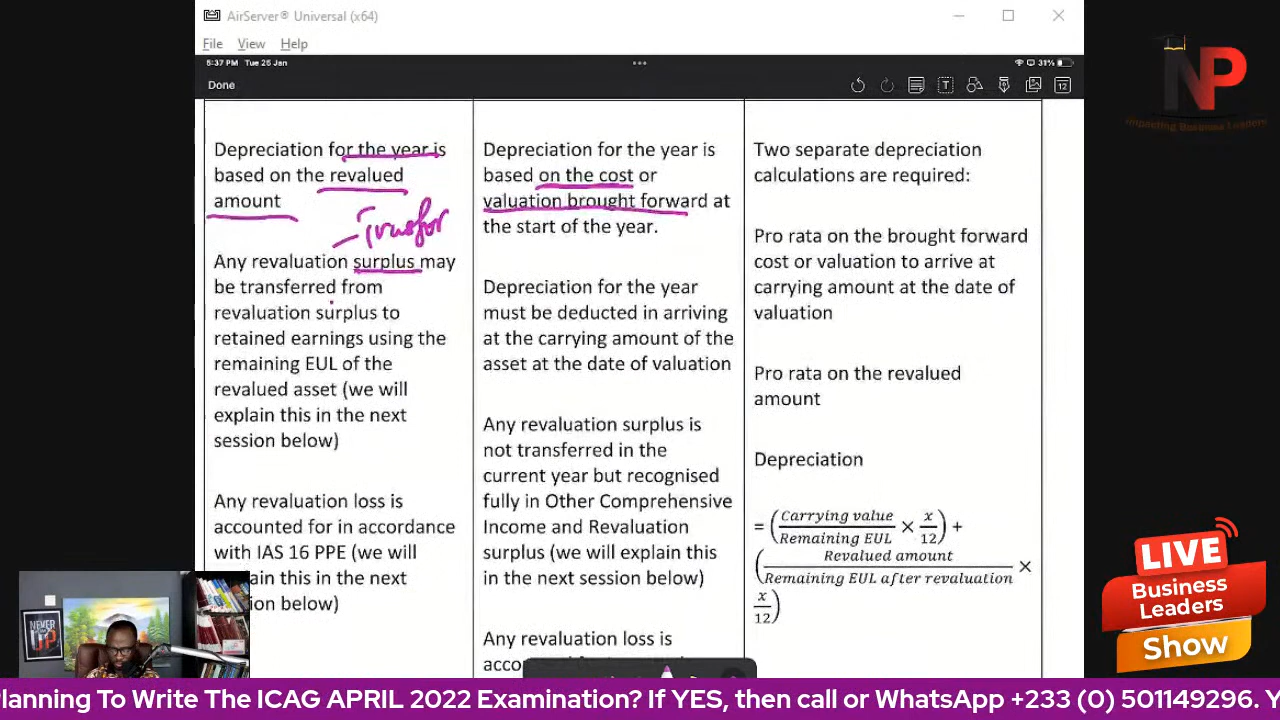 AirServer® Universal (x64)
File View Help
5:37 PM Tue 25 Jan
31%
Done
T
12
NP
Impacting Business Leaders
Depreciation for the year is
based on the revalued
amount
Transfer
Any revaluation surplus may
be transferred from
revaluation surplus to
retained earnings using the
remaining EUL of the
revalued asset (we will
explain this in the next
session below)
Any revaluation loss is
accounted for in accordance
with IAS 16 PPE (we will
ain this in the next
ion below)
Depreciation for the year is
based on the cost or
valuation brought forward at
the start of the year.
Depreciation for the year
must be deducted in arriving
at the carrying amount of the
asset at the date of valuation
Any revaluation surplus is
not transferred in the
current year but recognised
fully in Other Comprehensive
Income and Revaluation
surplus (we will explain this
in the next session below)
Any revaluation loss is
Two separate depreciation
calculations are required:
Pro rata on the brought forward
cost or valuation to arrive at
carrying amount at the date of
valuation
Pro rata on the revalued
amount
Depreciation
= (Carrying value / Remaining EUL × x/12) +
(Revalued amount / Remaining EUL after revaluation ×
x/12)
NEVER
UP
LIVE
Business
Leaders
Show
Planning To Write The ICAG APRIL 2022 Examination? If YES, then call or WhatsApp +233 (0) 501149296. Y